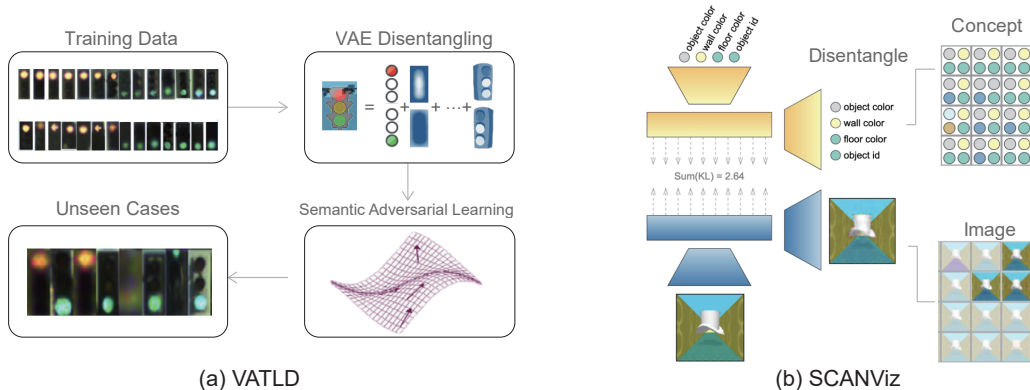 Training Data
VAE Disentangling
=
+
+ ....+
+
+ ....+
Unseen Cases
Semantic Adversarial Learning
(a) VATLD
object color
wall color
floor color
object id
Disentangle
Concept
object color
wall color
floor color
object id
Sum(KL) = 2.64
Image
(b) SCANViz